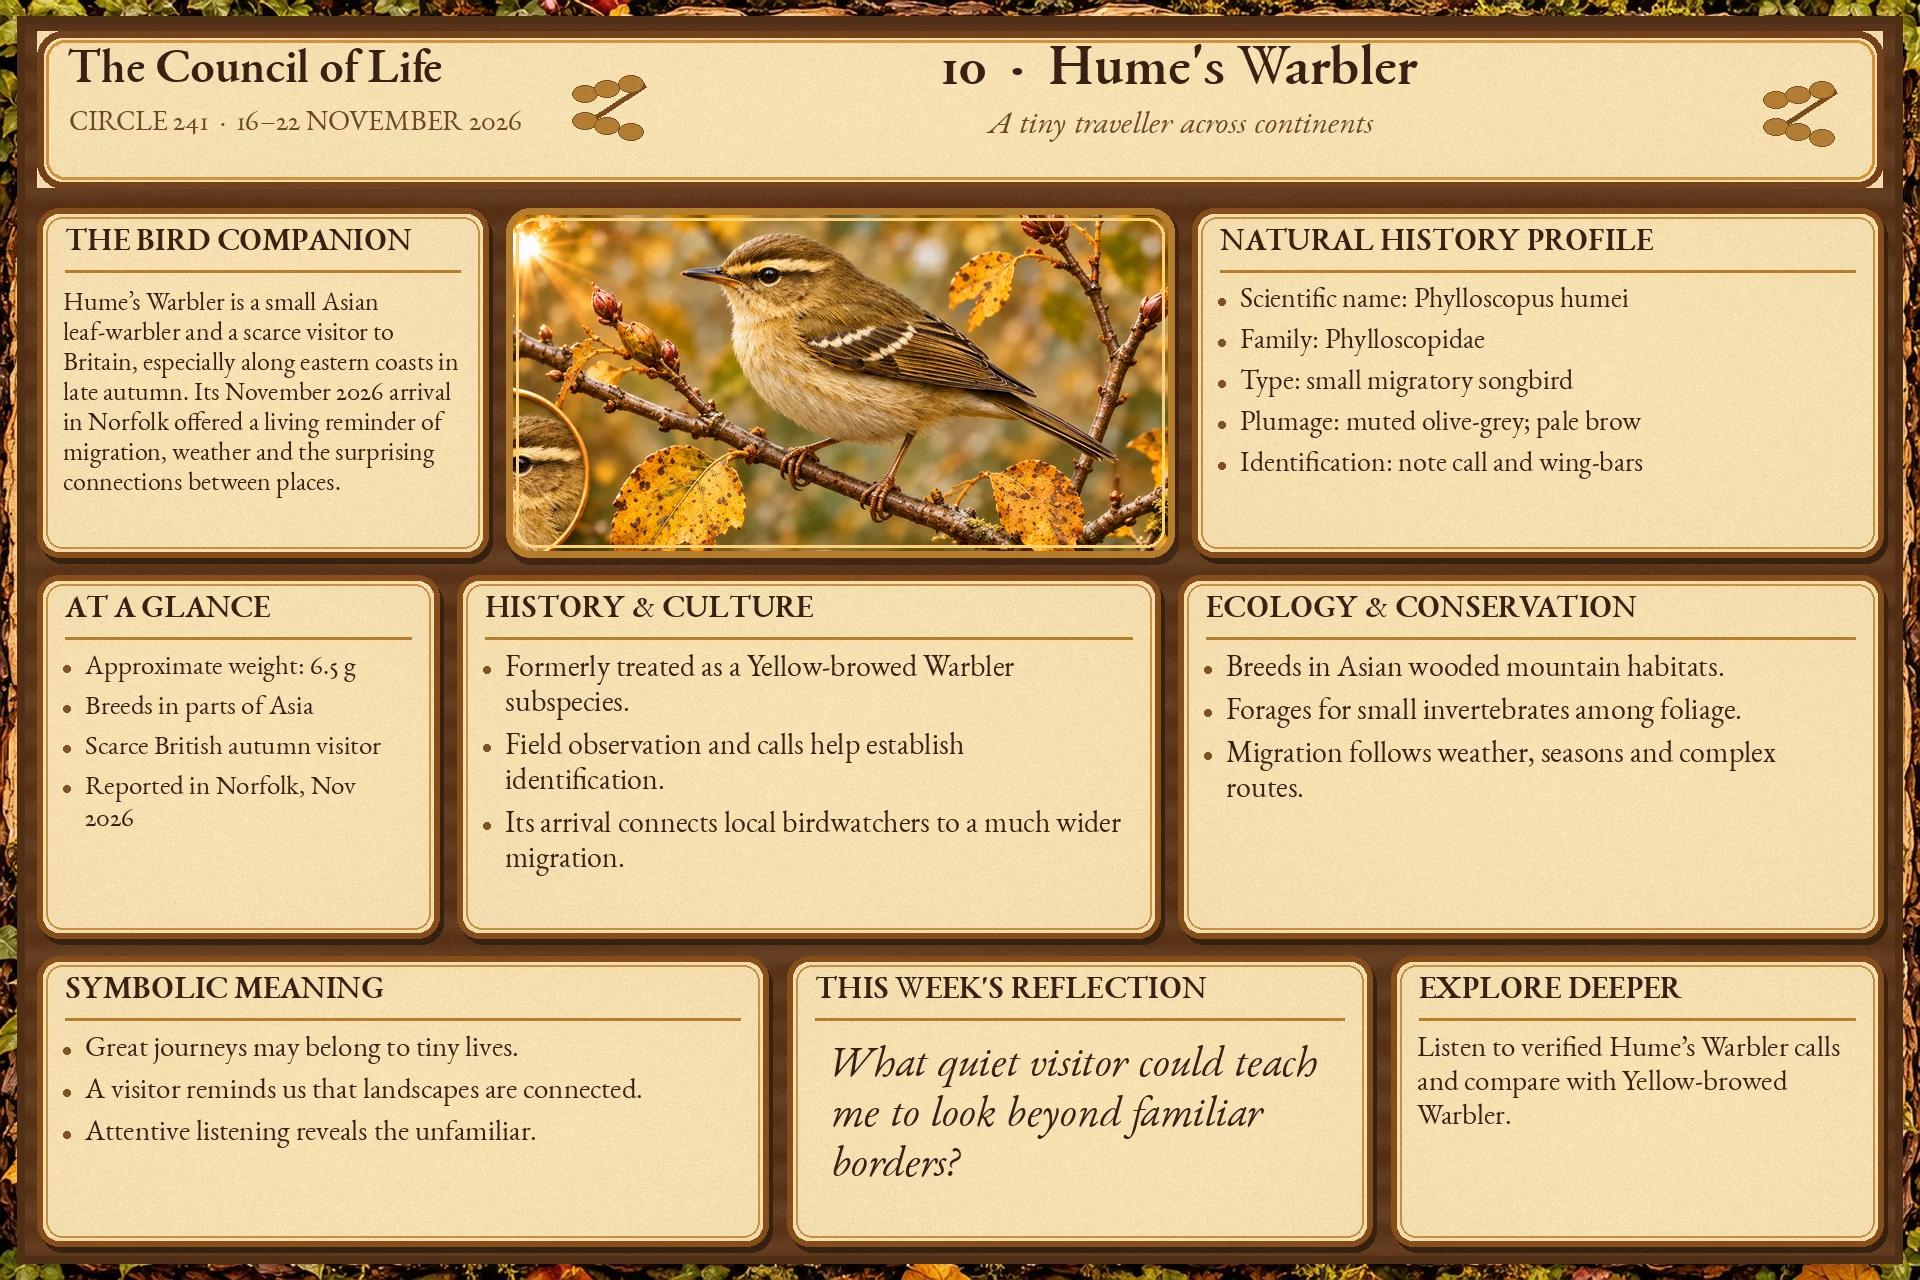 The Council of Life
CIRCLE 241 · 16–22 NOVEMBER 2026
10 · Hume's Warbler
A tiny traveller across continents
THE BIRD COMPANION
Hume’s Warbler is a small Asian
leaf-warbler and a scarce visitor to
Britain, especially along eastern coasts in
late autumn. Its November 2026 arrival
in Norfolk offered a living reminder of
migration, weather and the surprising
connections between places.
NATURAL HISTORY PROFILE
• Scientific name: Phylloscopus humei
• Family: Phylloscopidae
• Type: small migratory songbird
• Plumage: muted olive-grey; pale brow
• Identification: note call and wing-bars
AT A GLANCE
• Approximate weight: 6.5 g
• Breeds in parts of Asia
• Scarce British autumn visitor
• Reported in Norfolk, Nov
2026
HISTORY & CULTURE
• Formerly treated as a Yellow-browed Warbler
subspecies.
• Field observation and calls help establish
identification.
• Its arrival connects local birdwatchers to a much wider
migration.
ECOLOGY & CONSERVATION
• Breeds in Asian wooded mountain habitats.
• Forages for small invertebrates among foliage.
• Migration follows weather, seasons and complex
routes.
SYMBOLIC MEANING
• Great journeys may belong to tiny lives.
• A visitor reminds us that landscapes are connected.
• Attentive listening reveals the unfamiliar.
THIS WEEK'S REFLECTION
What quiet visitor could teach
me to look beyond familiar
borders?
EXPLORE DEEPER
Listen to verified Hume’s Warbler calls
and compare with Yellow-browed
Warbler.